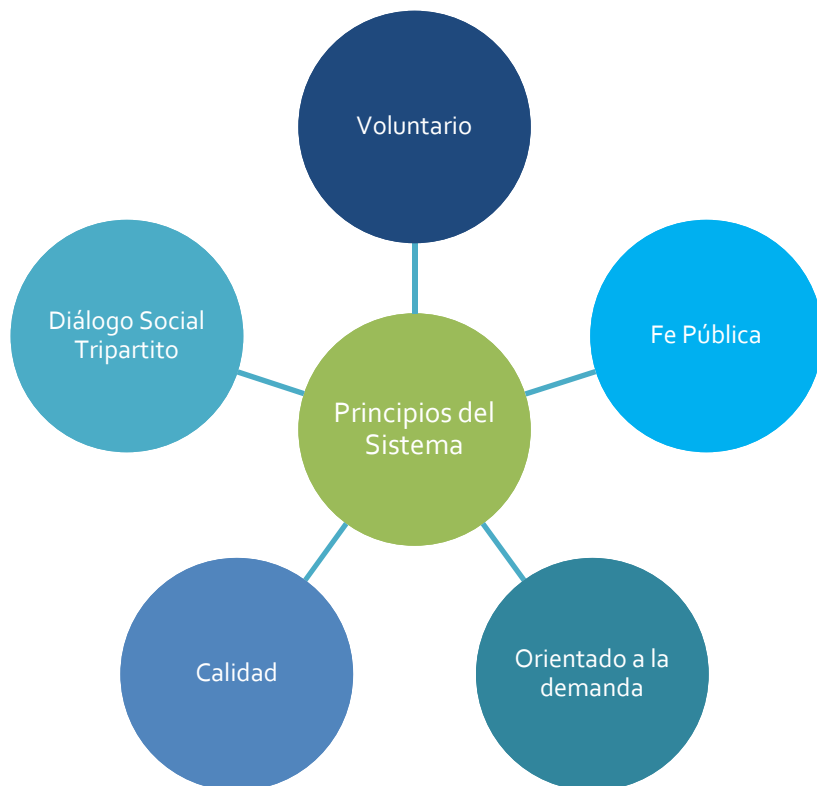 Voluntario
Fe Pública
Orientado a la
demanda
Calidad
Diálogo Social
Tripartito
Principios del
Sistema